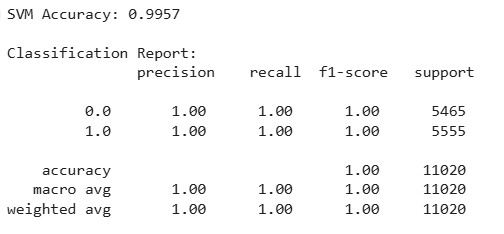 SVM Accuracy: 0.9957
Classification Report:
precision recall f1-score support
0.0 1.00 1.00 1.00 5465
1.0 1.00 1.00 1.00 5555
accuracy 1.00 11020
macro avg 1.00 1.00 1.00 11020
weighted avg 1.00 1.00 1.00 11020